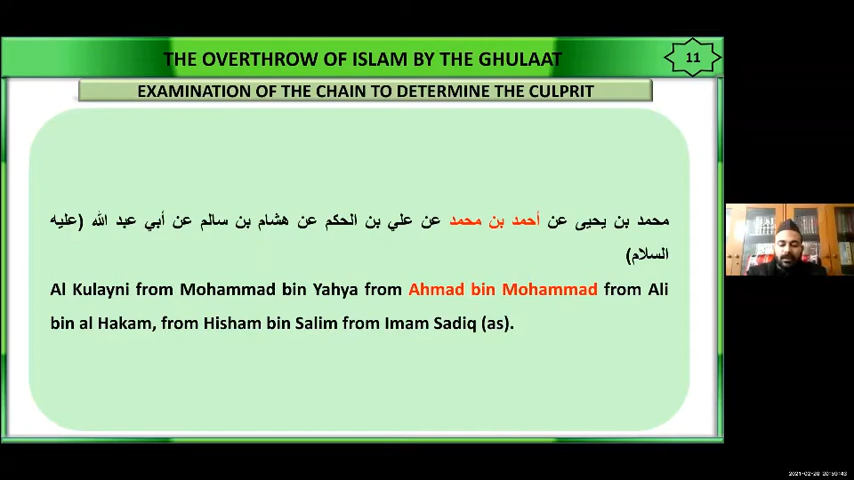 THE OVERTHROW OF ISLAM BY THE GHULAAT
11
EXAMINATION OF THE CHAIN TO DETERMINE THE CULPRIT
محمد بن يحيى عن أحمد بن محمد عن علي بن الحكم عن هشام بن سالم عن أبي عبد الله (عليه
السلام)
Al Kulayni from Mohammad bin Yahya from Ahmad bin Mohammad from Ali
bin al Hakam, from Hisham bin Salim from Imam Sadiq (as).